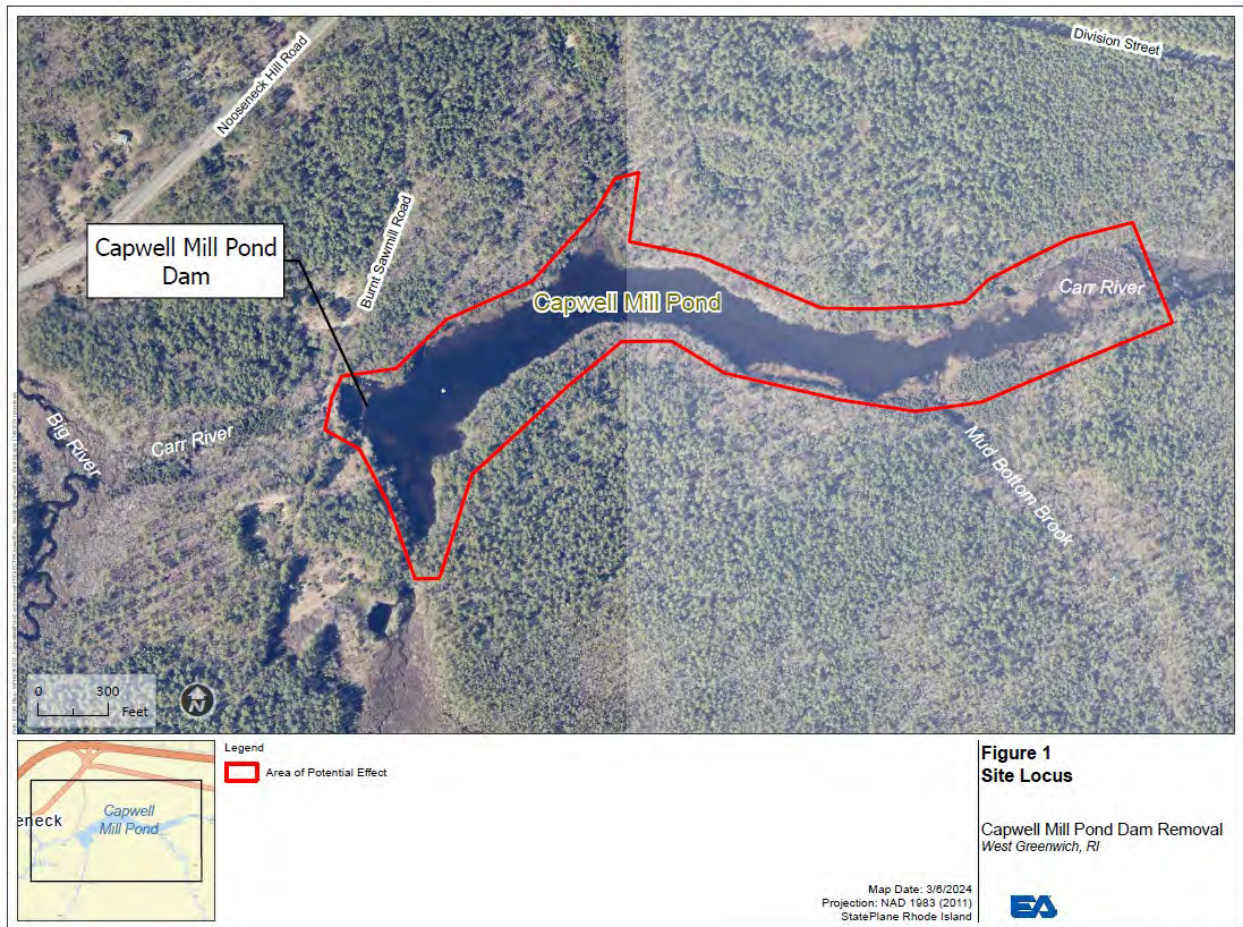 Division Street
Nooseneck Hill Road
Burnt Sawmill Road
Capwell Mill Pond
Dam
Capwell Mill Pond
Carr River
Big River
Carr River
Mud Bottom Brook
0 300
Feet
N
Legend
Area of Potential Effect
Capwell
Mill Pond
eneck
Figure 1
Site Locus
Capwell Mill Pond Dam Removal
West Greenwich, RI
Map Date: 3/6/2024
Projection: NAD 1983 (2011)
StatePlane Rhode Island
EA